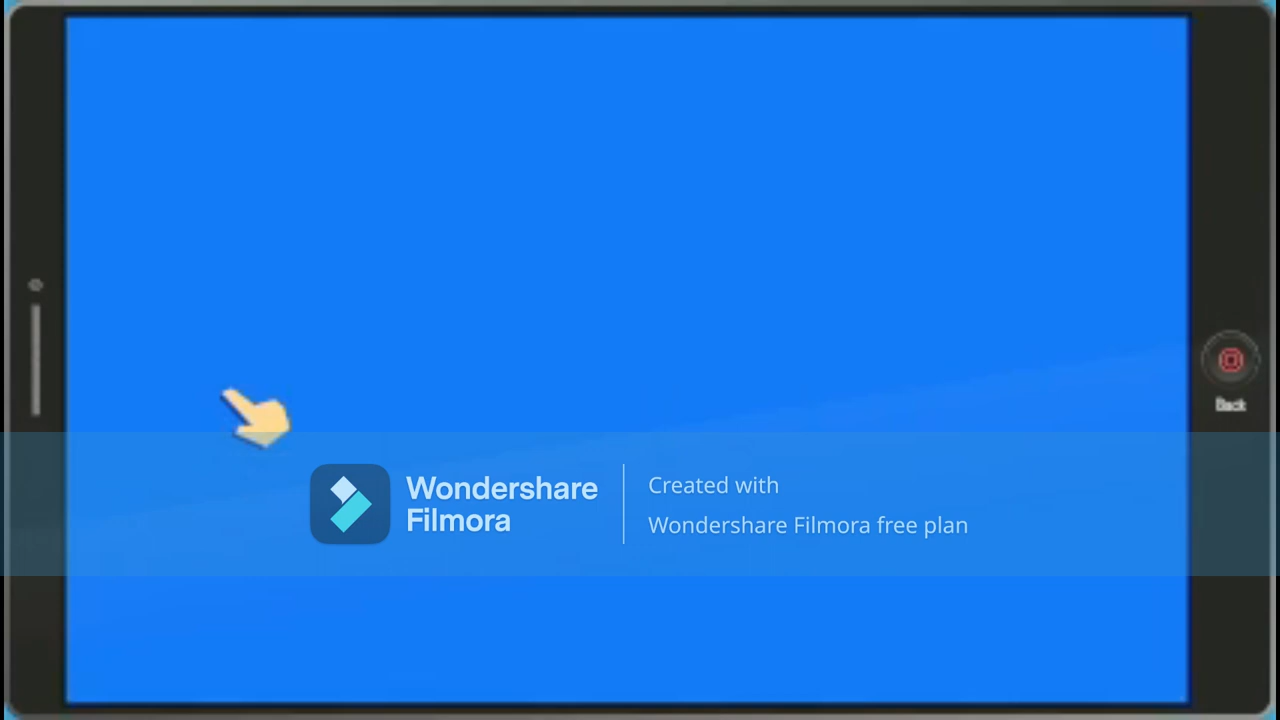 Back
Wondershare
Filmora
Created with
Wondershare Filmora free plan